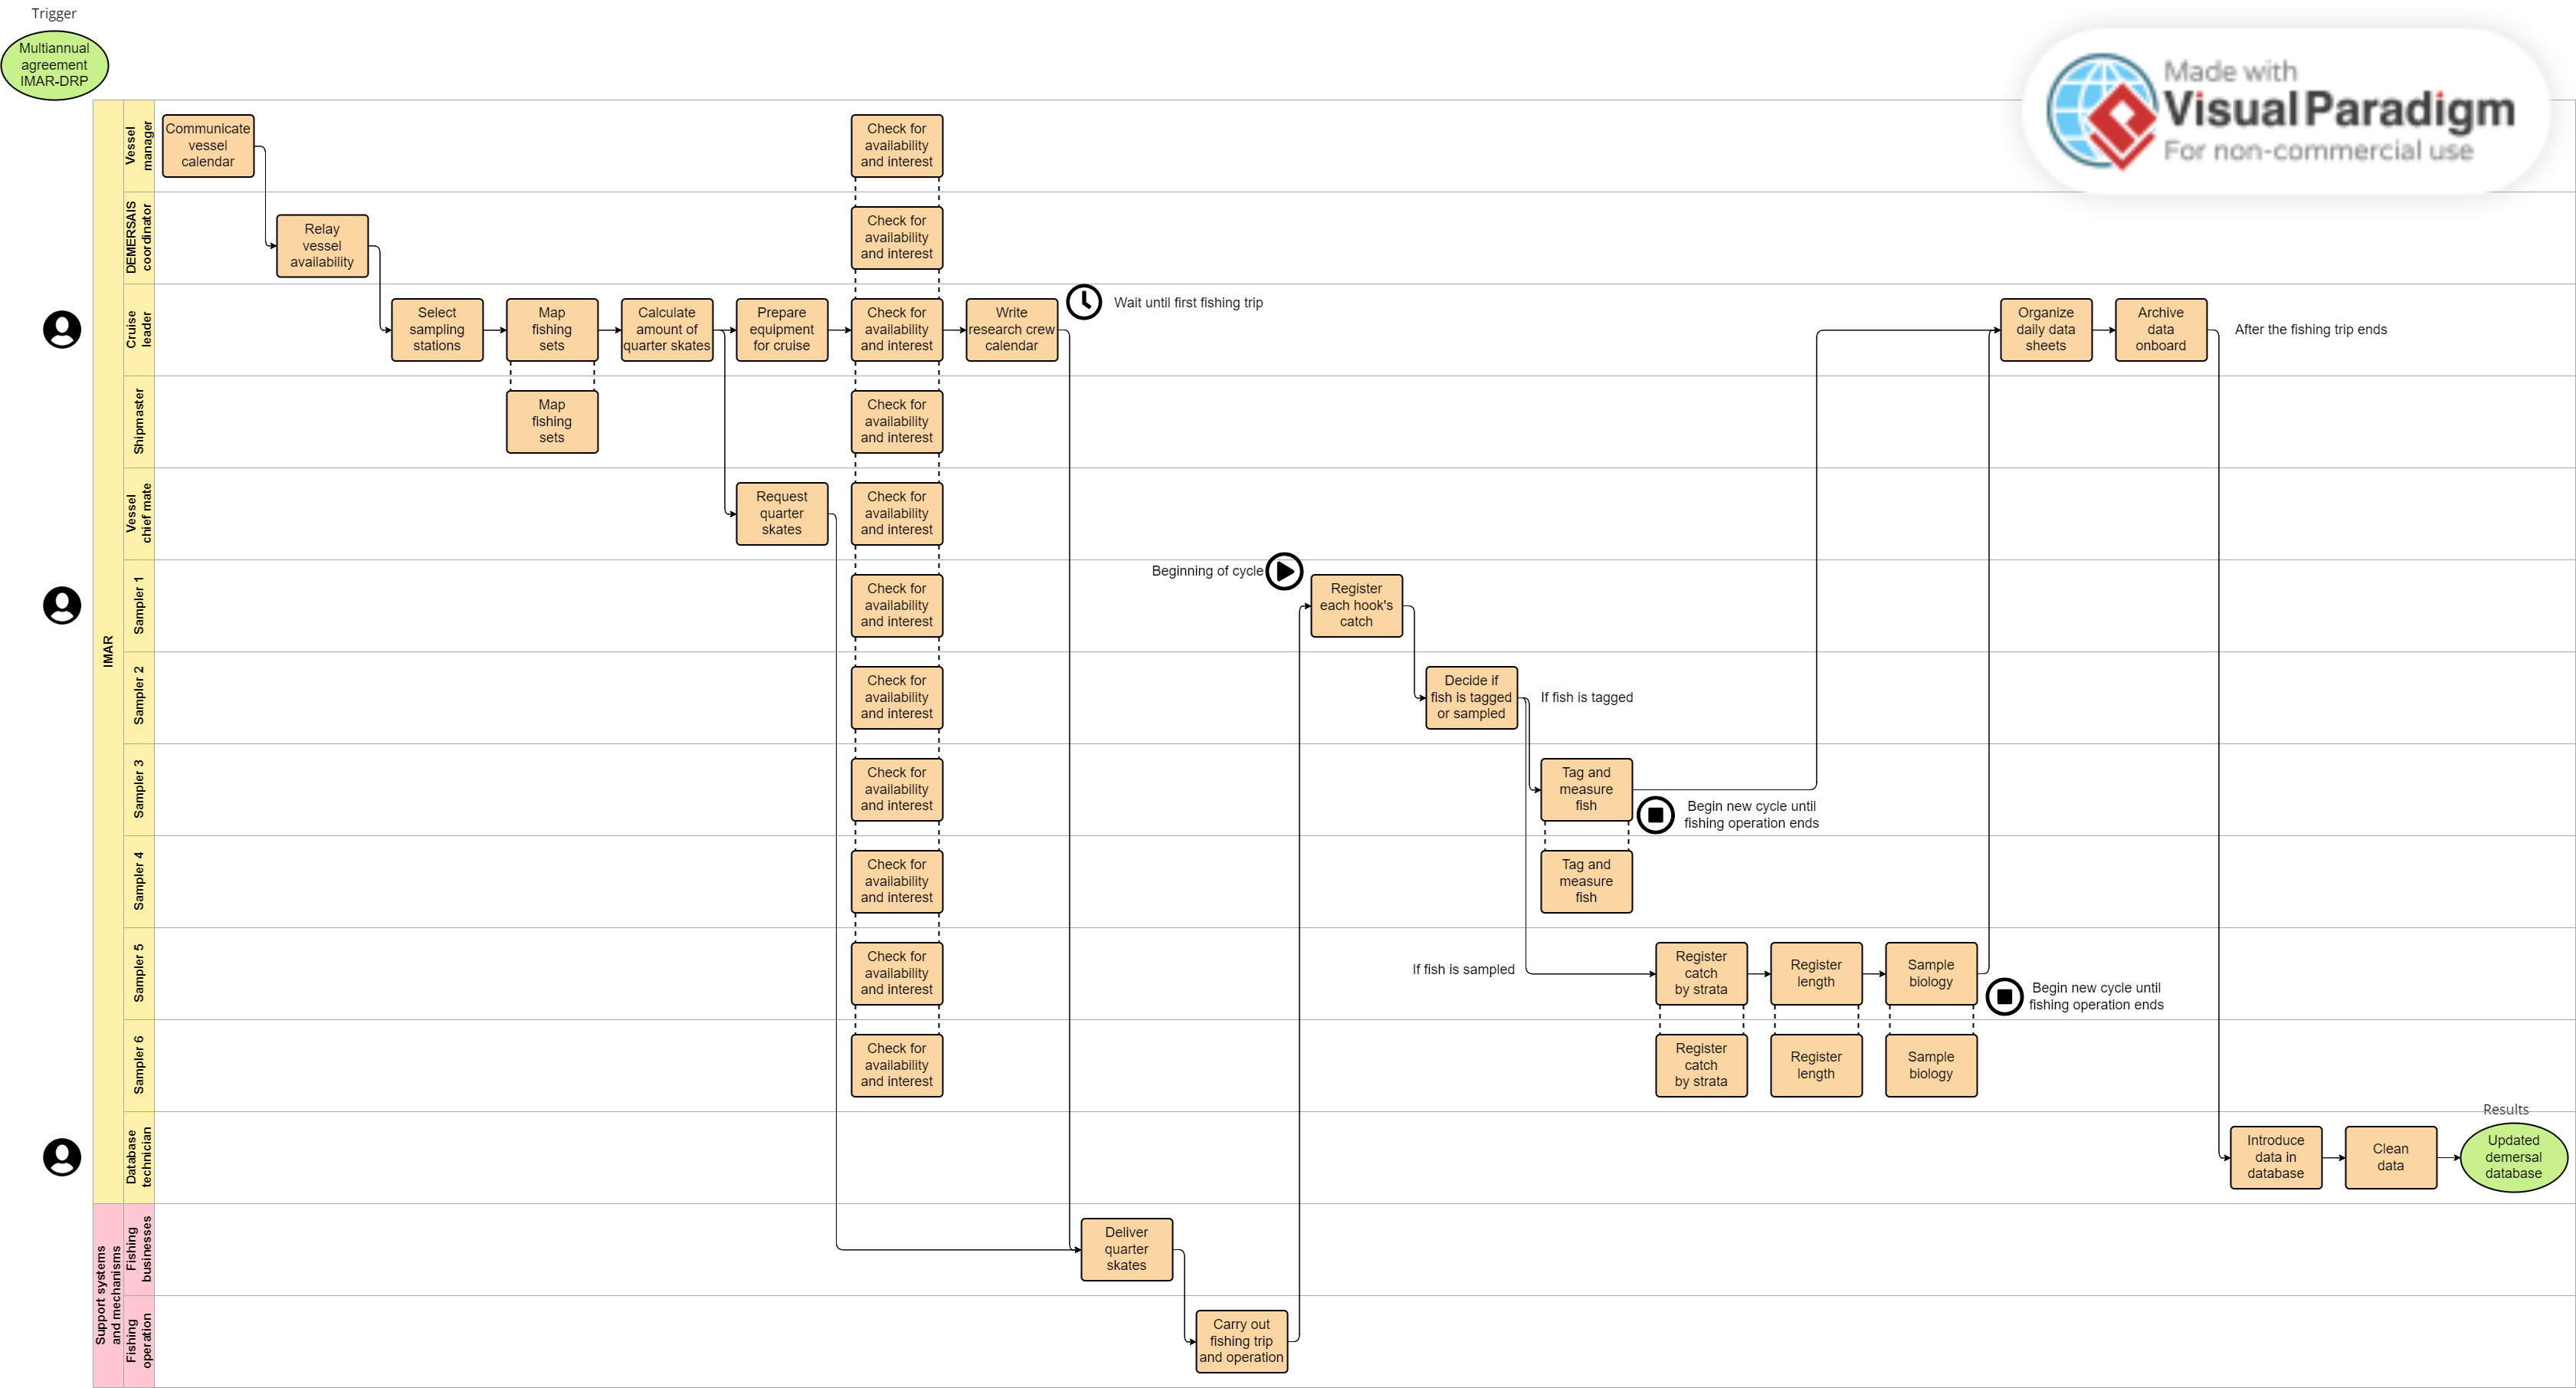 Trigger
Multiannual
agreement
IMAR-DRP
Made with
Visual Paradigm
For non-commercial use
IMAR
Vessel
manager
Communicate
vessel
calendar
Check for
availability
and interest
DEMERSAIS
coordinator
Relay
vessel
availability
Check for
availability
and interest
Cruise
leader
Select
sampling
stations
Map
fishing
sets
Calculate
amount of
quarter skates
Prepare
equipment
for cruise
Check for
availability
and interest
Write
research crew
calendar
Wait until first fishing trip
Organize
daily data
sheets
Archive
data
onboard
After the fishing trip ends
Shipmaster
Map
fishing
sets
Check for
availability
and interest
Vessel
chief mate
Request
quarter
skates
Check for
availability
and interest
Sampler 1
Check for
availability
and interest
Beginning of cycle
Register
each hook's
catch
Sampler 2
Check for
availability
and interest
Decide if
fish is tagged
or sampled
If fish is tagged
Sampler 3
Check for
availability
and interest
Tag and
measure
fish
Begin new cycle until
fishing operation ends
Sampler 4
Check for
availability
and interest
Tag and
measure
fish
Sampler 5
Check for
availability
and interest
If fish is sampled
Register
catch
by strata
Register
length
Sample
biology
Begin new cycle until
fishing operation ends
Sampler 6
Check for
availability
and interest
Register
catch
by strata
Register
length
Sample
biology
Database
technician
Introduce
data in
database
Clean
data
Results
Updated
demersal
database
Support systems
and mechanisms
Fishing
businesses
Deliver
quarter
skates
Fishing
operation
Carry out
fishing trip
and operation